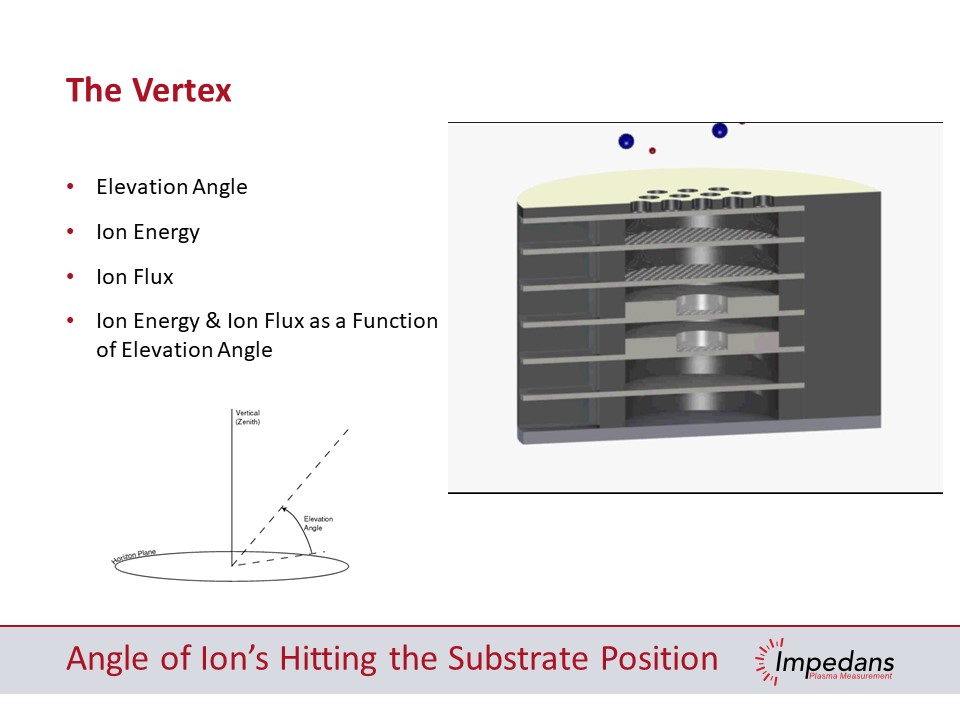 The Vertex
• Elevation Angle
• Ion Energy
• Ion Flux
• Ion Energy & Ion Flux as a Function
of Elevation Angle
Vertical
(Zenith)
Elevation
Angle
Horizon Plane
Angle of Ion’s Hitting the Substrate Position
Impedans
Plasma Measurement